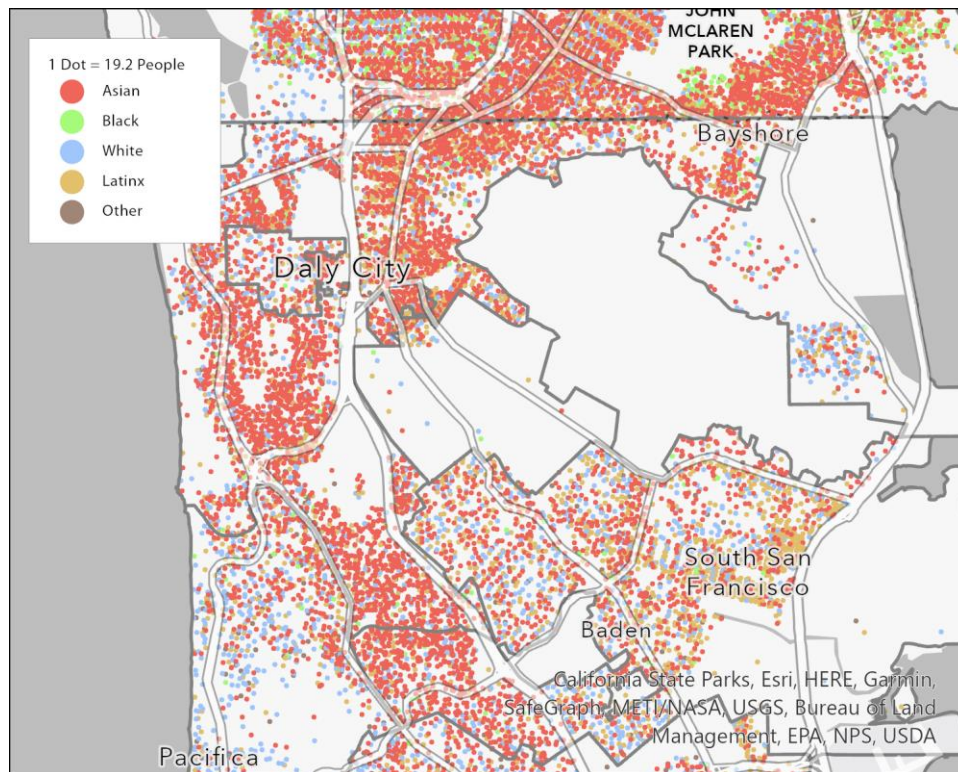 JOHN
MCLAREN
PARK
1 Dot = 19.2 People
Asian
Black
White
Latinx
Other
Bayshore
Daly City
South San
Francisco
Baden
California State Parks, Esri, HERE, Garmin,
SafeGraph, METI/NASA, USGS, Bureau of Land
Management, EPA, NPS, USDA
Pacifica